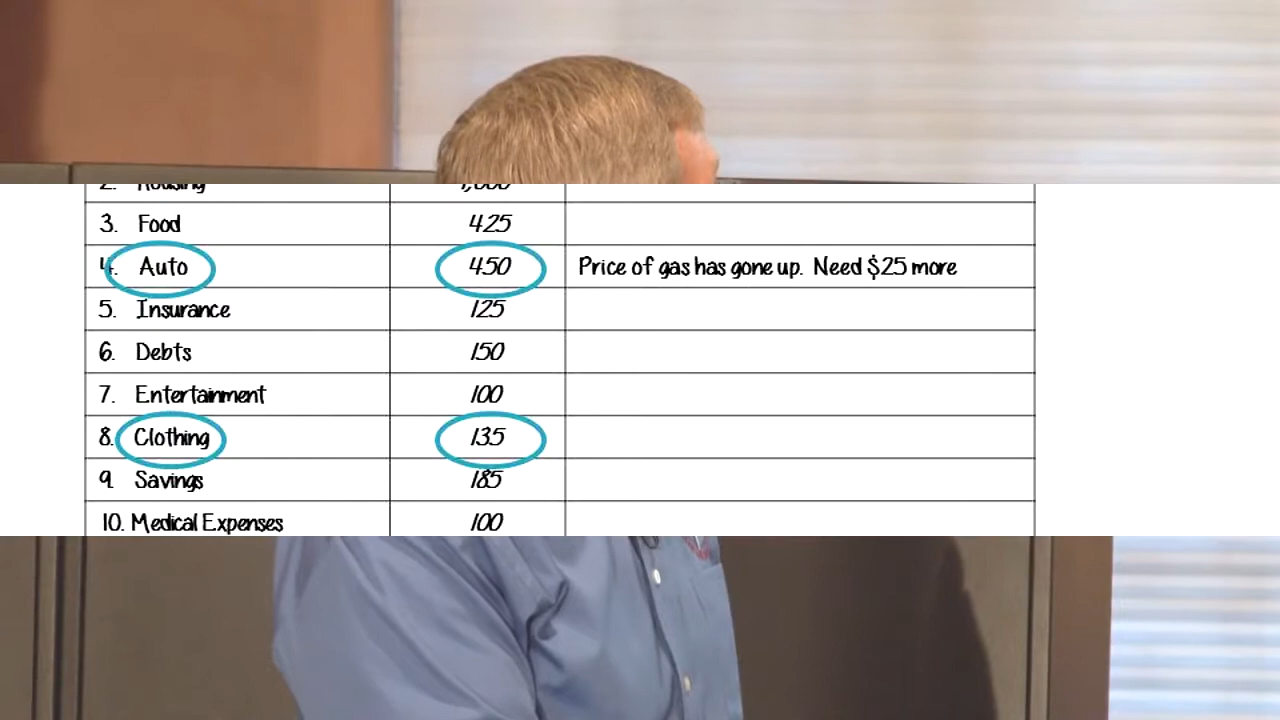 3. Food 425
4. Auto 450 Price of gas has gone up. Need $25 more
5. Insurance 125
6. Debts 150
7. Entertainment 100
8. Clothing 135
9. Savings 185
10. Medical Expenses 100